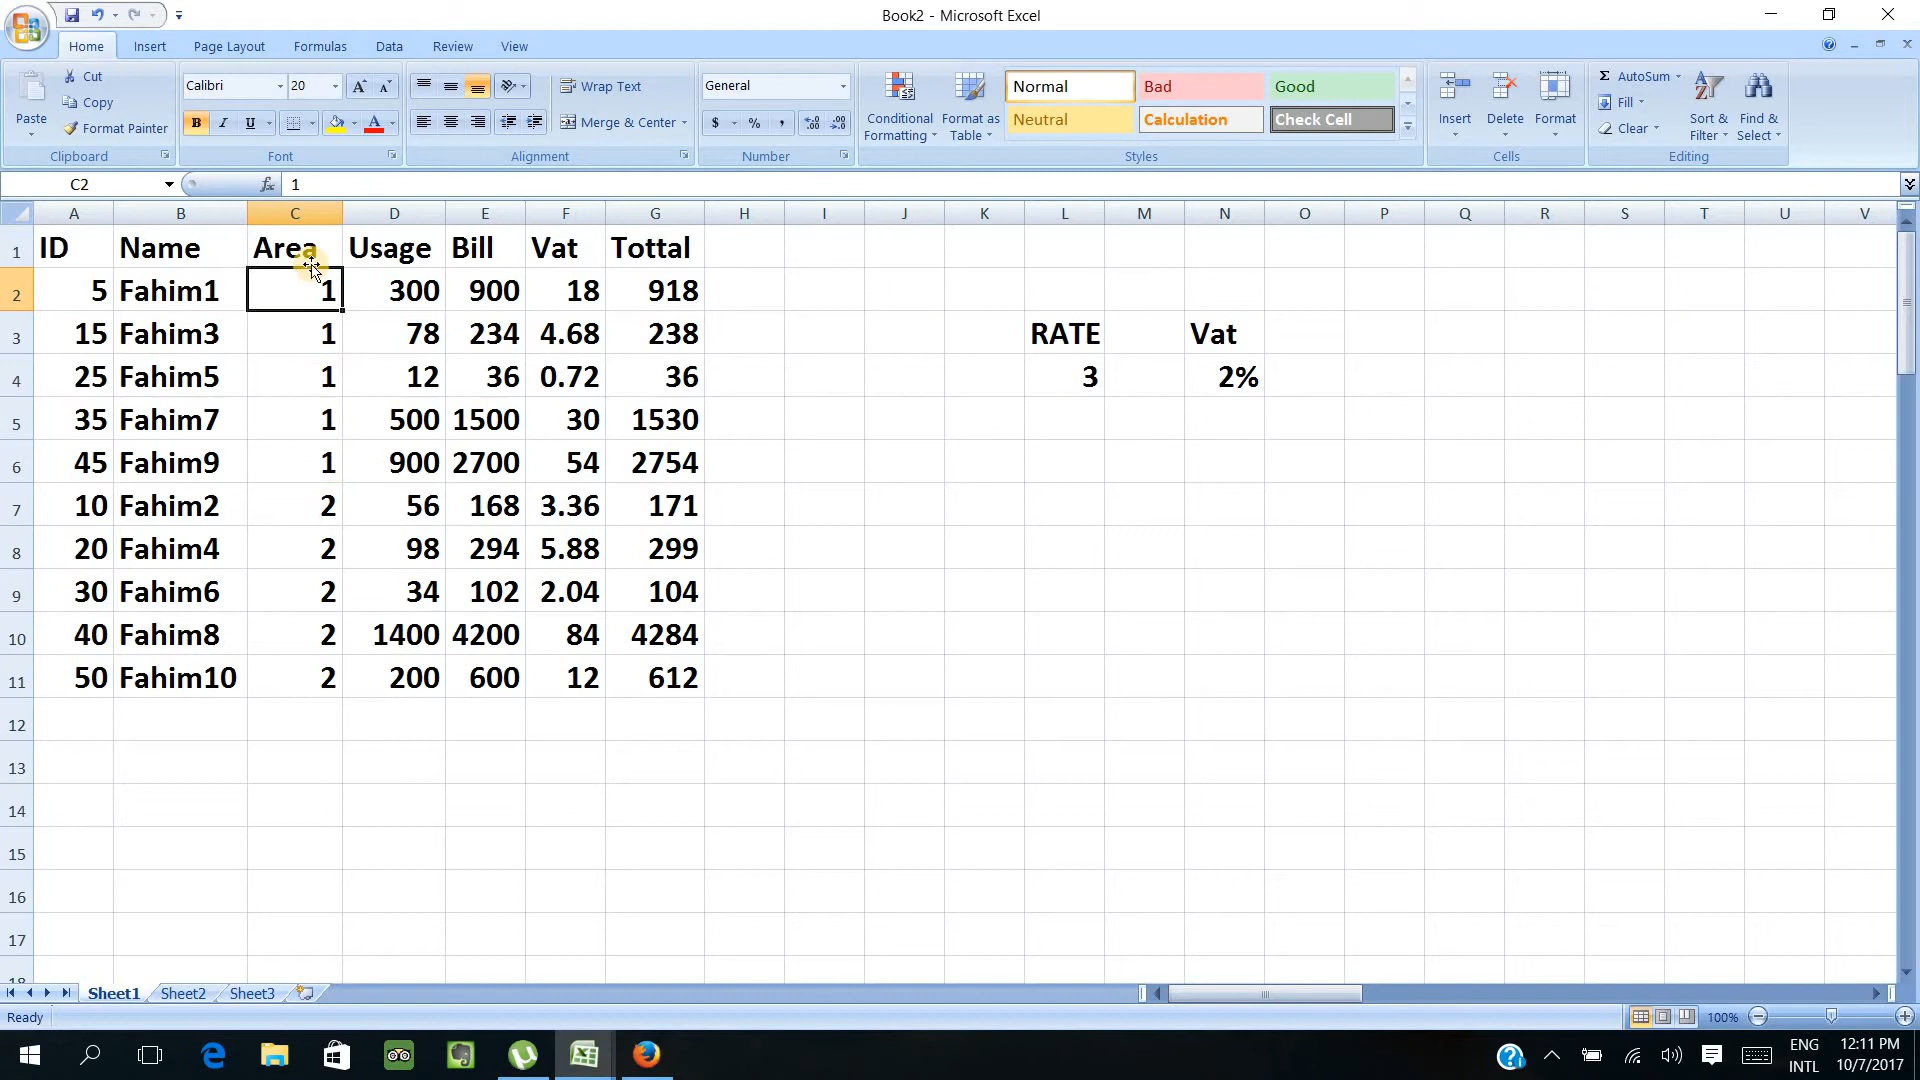 Book2 - Microsoft Excel
Home Insert Page Layout Formulas Data Review View
Paste
Cut
Copy
Format Painter
Clipboard
Calibri 20
B I U
Font
Wrap Text
Merge & Center
Alignment
General
$ % ,
Number
Conditional Formatting
Format as Table
Normal Bad Good
Neutral Calculation Check Cell
Styles
Insert Delete Format
Cells
AutoSum
Fill
Clear
Sort & Filter
Find & Select
Editing
C2 fx 1
A B C D E F G H I J K L M N O P Q R S T U V
1 ID Name Area Usage Bill Vat Tottal
2 5 Fahim1 1 300 900 18 918
3 15 Fahim3 1 78 234 4.68 238 RATE Vat
4 25 Fahim5 1 12 36 0.72 36 3 2%
5 35 Fahim7 1 500 1500 30 1530
6 45 Fahim9 1 900 2700 54 2754
7 10 Fahim2 2 56 168 3.36 171
8 20 Fahim4 2 98 294 5.88 299
9 30 Fahim6 2 34 102 2.04 104
10 40 Fahim8 2 1400 4200 84 4284
11 50 Fahim10 2 200 600 12 612
12
13
14
15
16
17
18
Sheet1 Sheet2 Sheet3
Ready 100%
ENG 12:11 PM
INTL 10/7/2017